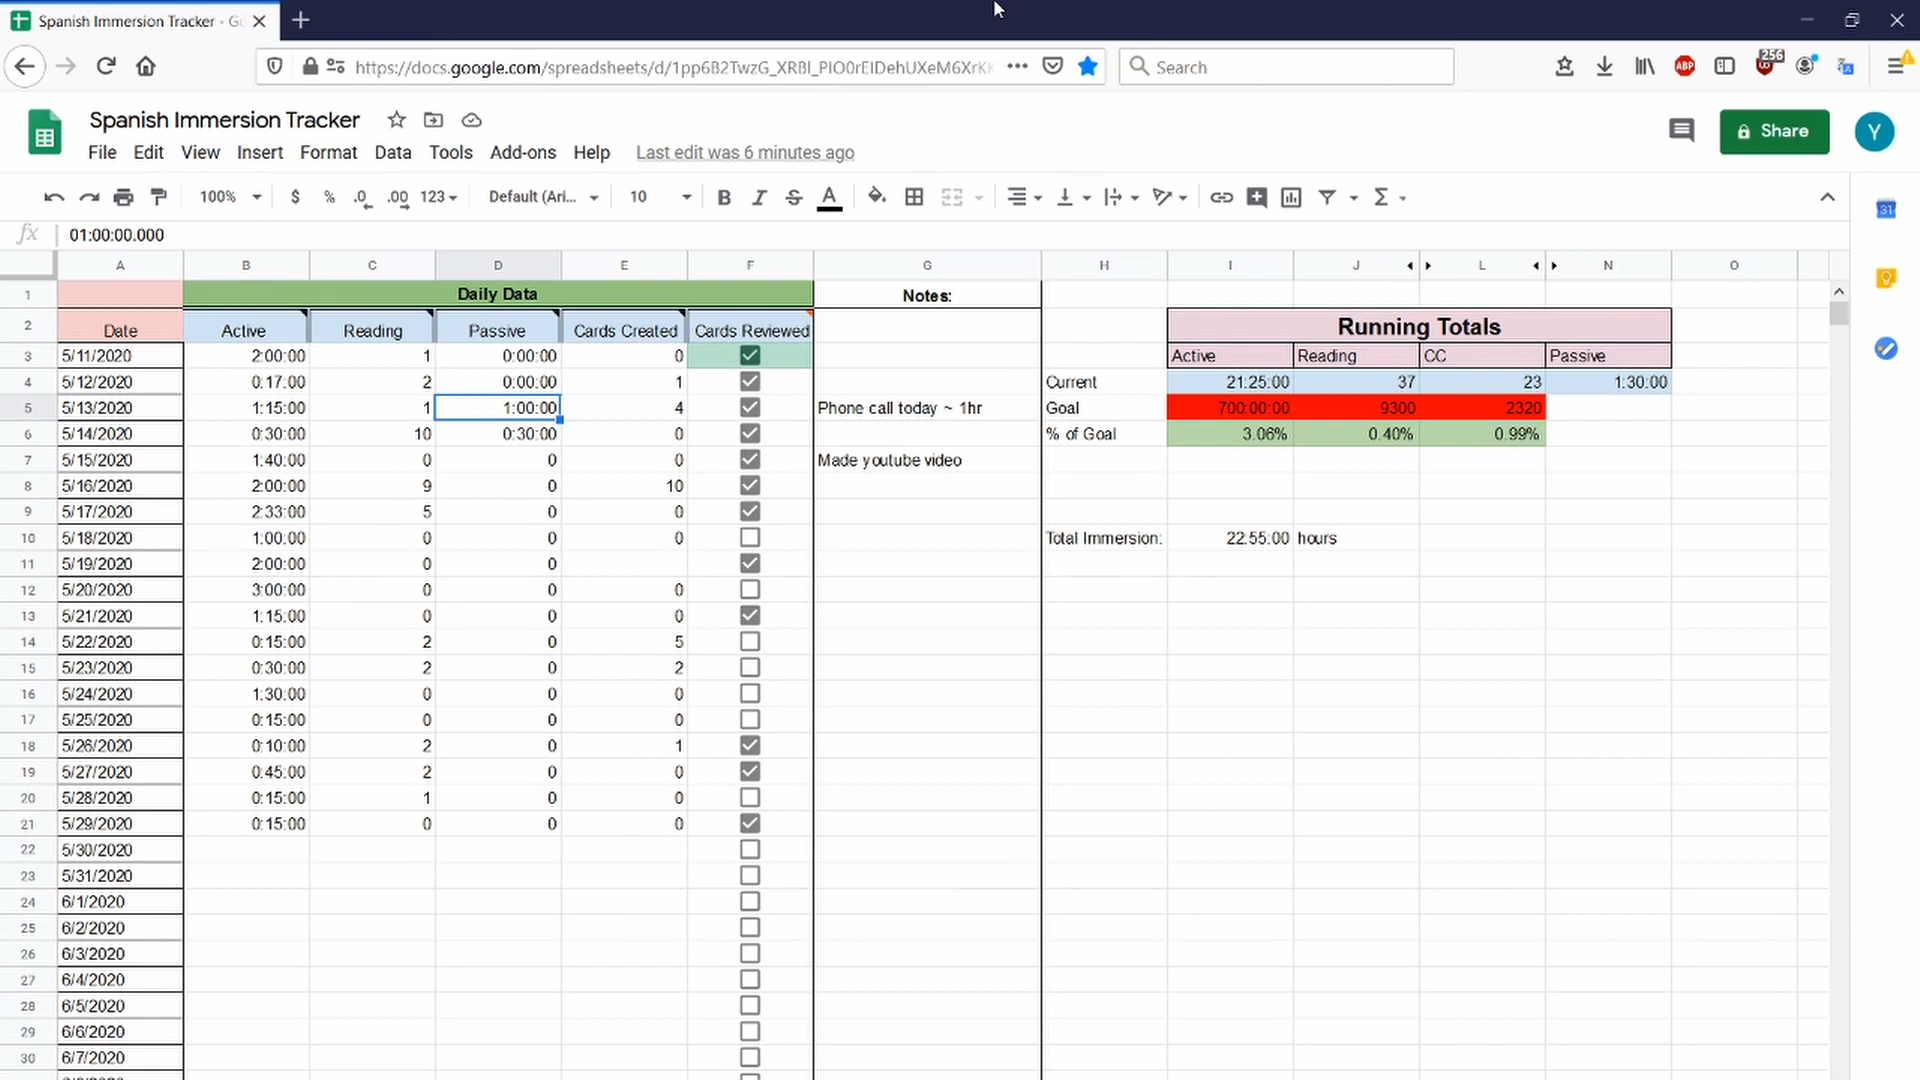 Spanish Immersion Tracker - Go
https://docs.google.com/spreadsheets/d/1pp6B2TwzG_XRBl_PIO0rEIDehUXeM6XrK
Search
ABP
256
Spanish Immersion Tracker
Share
Y
File Edit View Insert Format Data Tools Add-ons Help Last edit was 6 minutes ago
100% $ % .0 .00 123 Default (Ari... 10 B I S A
31
fx 01:00:00.000
A B C D E F G H I J L N O
1 Daily Data Notes:
2 Date Active Reading Passive Cards Created Cards Reviewed Running Totals
3 5/11/2020 2:00:00 1 0:00:00 0 Active Reading CC Passive
4 5/12/2020 0:17:00 2 0:00:00 1 Current 21:25:00 37 23 1:30:00
5 5/13/2020 1:15:00 1 1:00:00 4 Phone call today ~ 1hr Goal 700:00:00 9300 2320
6 5/14/2020 0:30:00 10 0:30:00 0 % of Goal 3.06% 0.40% 0.99%
7 5/15/2020 1:40:00 0 0 0 Made youtube video
8 5/16/2020 2:00:00 9 0 10
9 5/17/2020 2:33:00 5 0 0
10 5/18/2020 1:00:00 0 0 0 Total Immersion: 22:55:00 hours
11 5/19/2020 2:00:00 0 0
12 5/20/2020 3:00:00 0 0 0
13 5/21/2020 1:15:00 0 0 0
14 5/22/2020 0:15:00 2 0 5
15 5/23/2020 0:30:00 2 0 2
16 5/24/2020 1:30:00 0 0 0
17 5/25/2020 0:15:00 0 0 0
18 5/26/2020 0:10:00 2 0 1
19 5/27/2020 0:45:00 2 0 0
20 5/28/2020 0:15:00 1 0 0
21 5/29/2020 0:15:00 0 0 0
22 5/30/2020
23 5/31/2020
24 6/1/2020
25 6/2/2020
26 6/3/2020
27 6/4/2020
28 6/5/2020
29 6/6/2020
30 6/7/2020